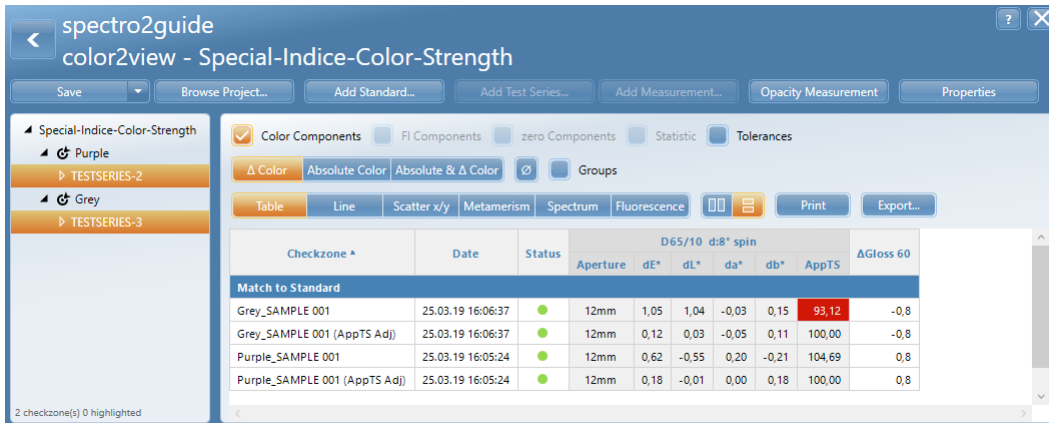 spectro2guide
color2view - Special-Indice-Color-Strength
?
Save Browse Project... Add Standard... Add Test Series... Add Measurement... Opacity Measurement Properties
Special-Indice-Color-Strength
Purple
TESTSERIES-2
Grey
TESTSERIES-3
2 checkzone(s) 0 highlighted
Color Components FI Components zero Components Statistic Tolerances
Δ Color Absolute Color Absolute & Δ Color Ø Groups
Table Line Scatter x/y Metamerism Spectrum Fluorescence Print Export...
Checkzone Date Status D65/10 d:8° spin ΔGloss 60
Aperture dE* dL* da* db* AppTS
Match to Standard
Grey_SAMPLE 001 25.03.19 16:06:37 12mm 1,05 1,04 -0,03 0,15 93,12 -0,8
Grey_SAMPLE 001 (AppTS Adj) 25.03.19 16:06:37 12mm 0,12 0,03 -0,05 0,11 100,00 -0,8
Purple_SAMPLE 001 25.03.19 16:05:24 12mm 0,62 -0,55 0,20 -0,21 104,69 0,8
Purple_SAMPLE 001 (AppTS Adj) 25.03.19 16:05:24 12mm 0,18 -0,01 0,00 0,18 100,00 0,8